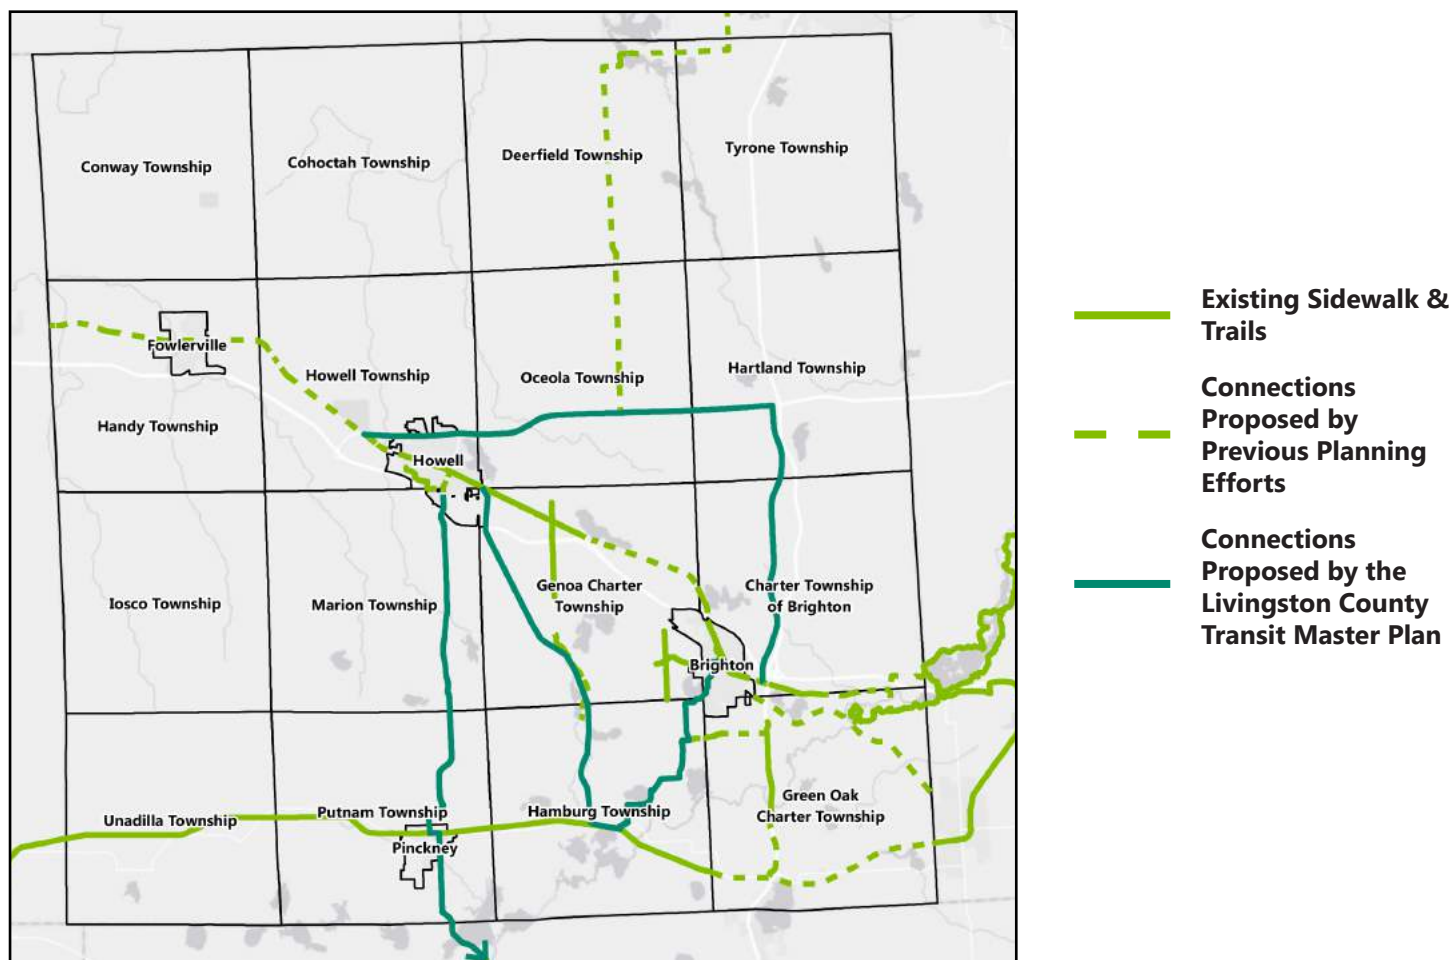 Conway Township
Cohoctah Township
Deerfield Township
Tyrone Township
Fowlerville
Handy Township
Howell Township
Oceola Township
Hartland Township
Howell
Iosco Township
Marion Township
Genoa Charter
Township
Charter Township
of Brighton
Brighton
Unadilla Township
Putnam Township
Pinckney
Hamburg Township
Green Oak
Charter Township
Existing Sidewalk &
Trails
Connections
Proposed by
Previous Planning
Efforts
Connections
Proposed by the
Livingston County
Transit Master Plan